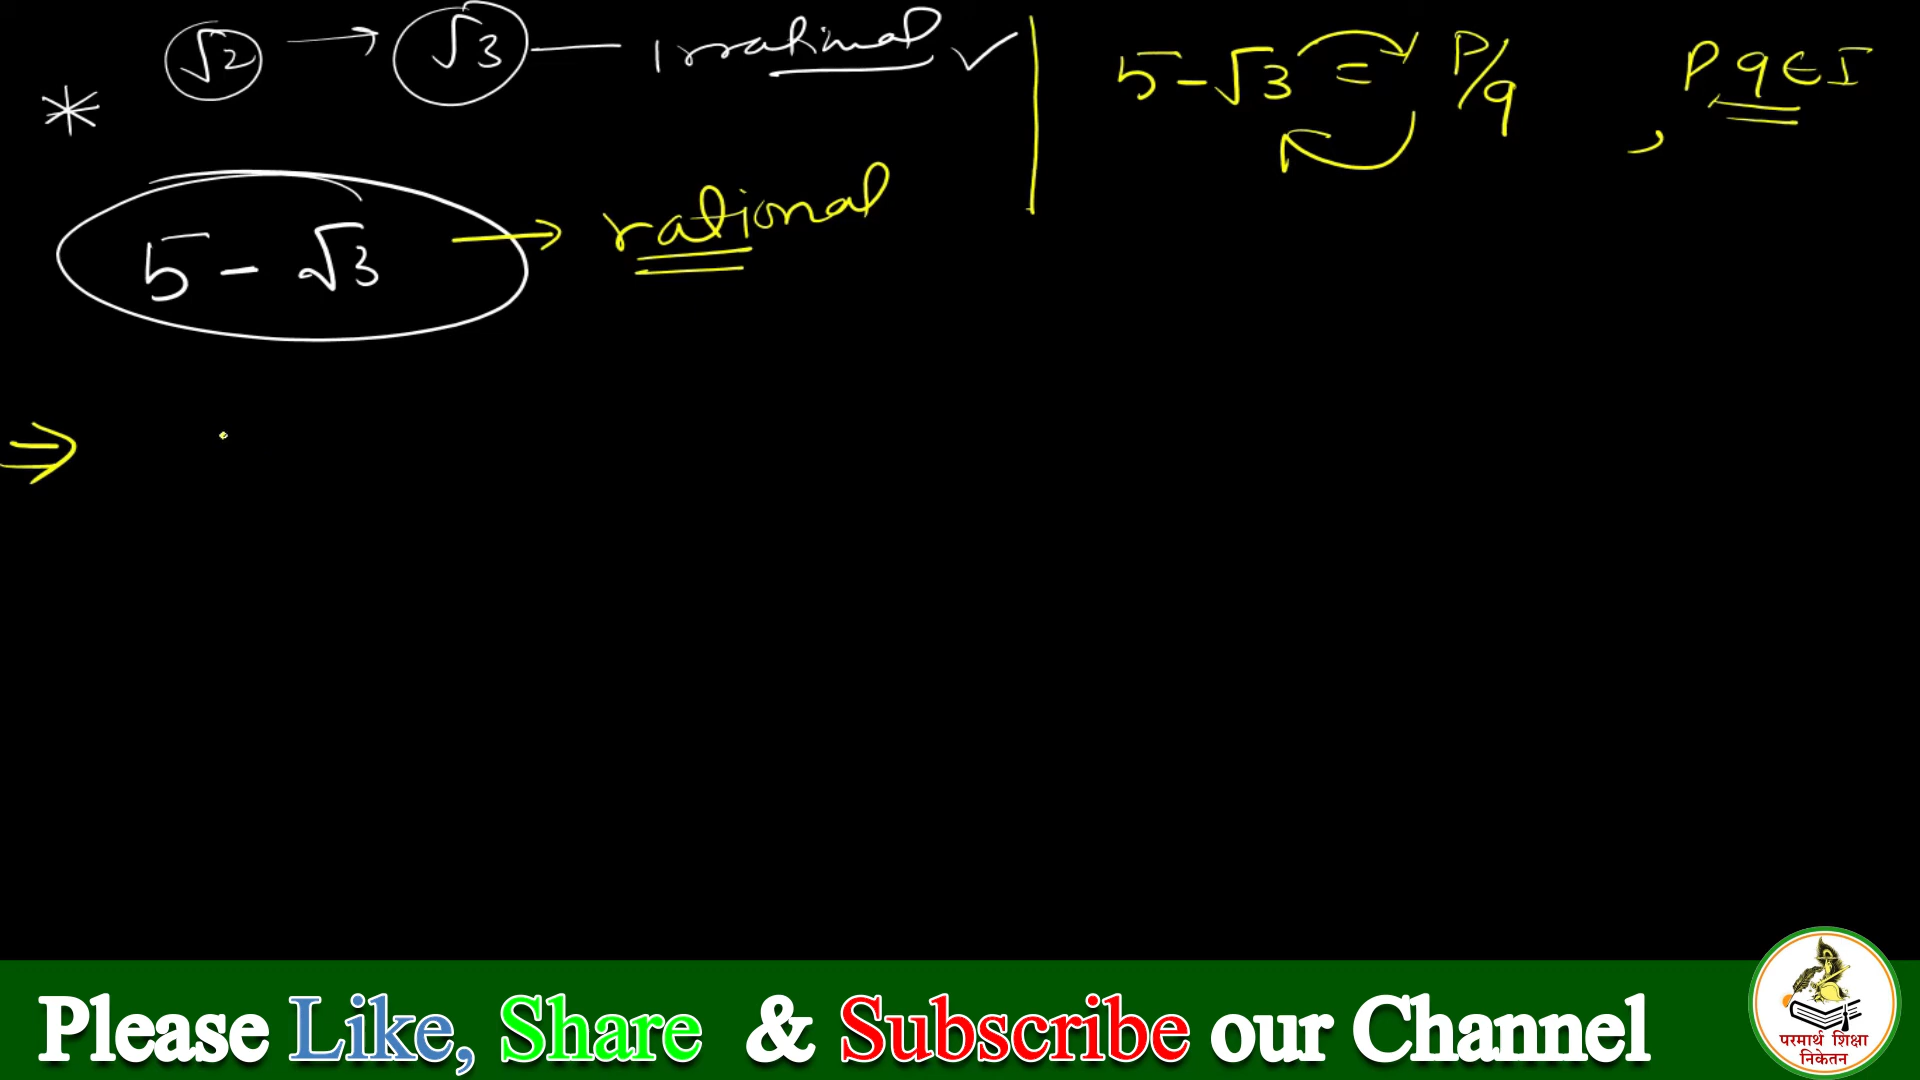 √2 → √3 — Irrational ✓
5 - √3 = P/q , P q ∈ I
*
5 - √3 → rational
⇒
Please Like, Share & Subscribe our Channel
परमार्थ शिक्षा
निकेतन